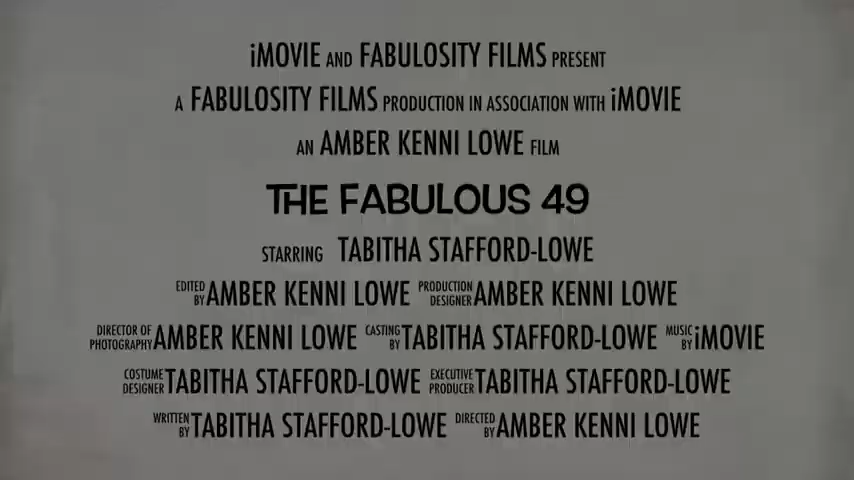 iMOVIE AND FABULOSITY FILMS PRESENT
A FABULOSITY FILMS PRODUCTION IN ASSOCIATION WITH iMOVIE
AN AMBER KENNI LOWE FILM
THE FABULOUS 49
STARRING TABITHA STAFFORD-LOWE
EDITED BY AMBER KENNI LOWE PRODUCTION DESIGNER AMBER KENNI LOWE
DIRECTOR OF PHOTOGRAPHY AMBER KENNI LOWE CASTING BY TABITHA STAFFORD-LOWE MUSIC BY iMOVIE
COSTUME DESIGNER TABITHA STAFFORD-LOWE EXECUTIVE PRODUCER TABITHA STAFFORD-LOWE
WRITTEN BY TABITHA STAFFORD-LOWE DIRECTED BY AMBER KENNI LOWE